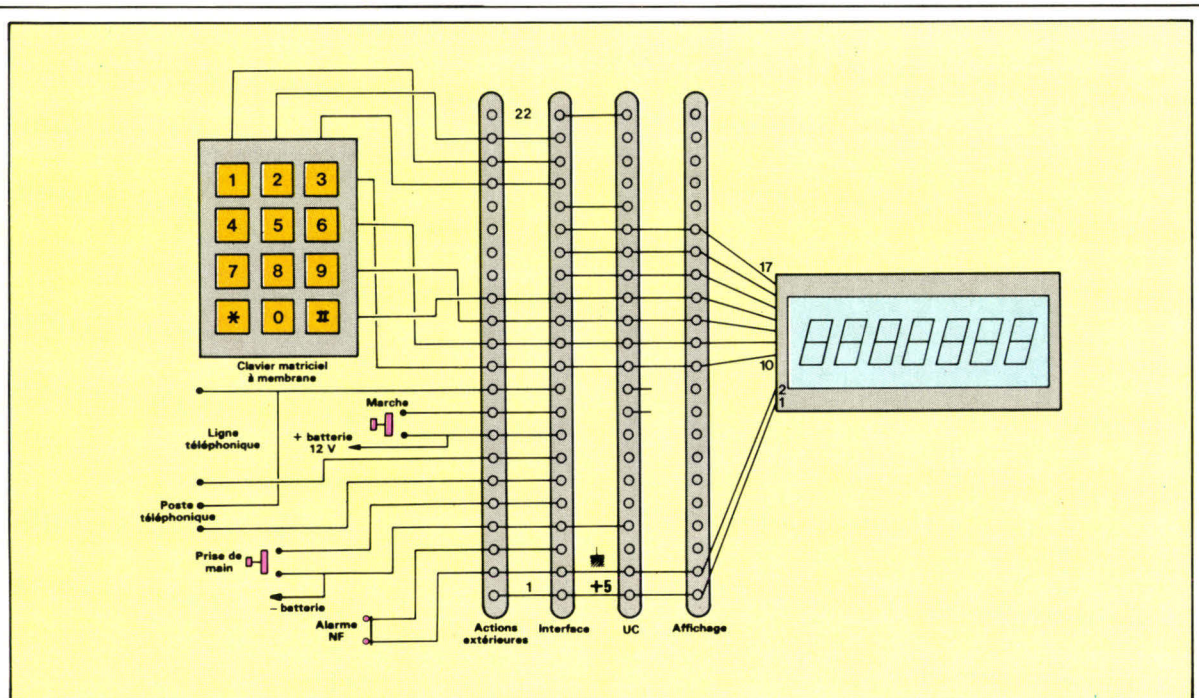 22
1 2 3
4 5 6
7 8 9
* 0 #
Clavier matriciel
à membrane
17
10
2
1
Marche
Ligne
téléphonique
+ batterie
12 V
Poste
téléphonique
Prise de
main
– batterie
1
+5
Alarme
NF
Actions
extérieures
Interface
UC
Affichage